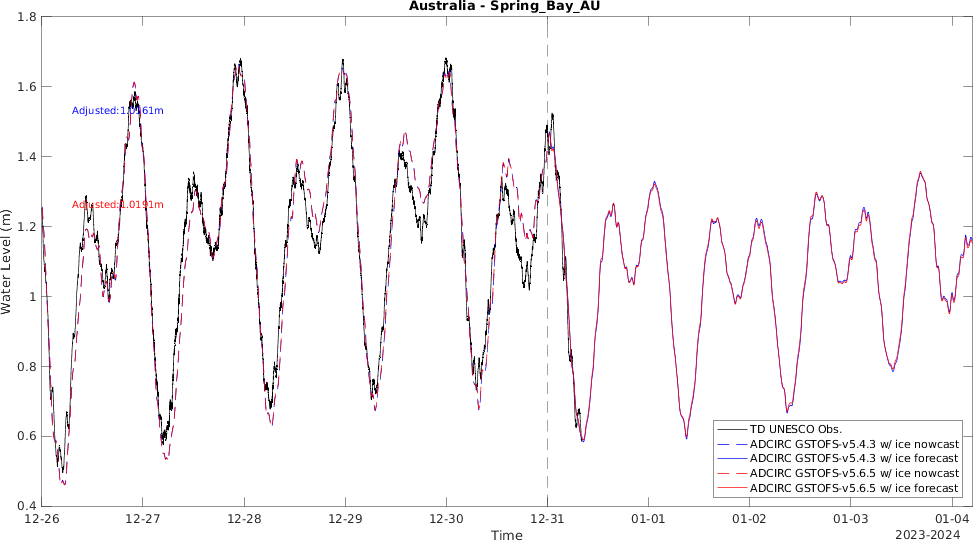 Australia - Spring_Bay_AU
1.8
1.6
1.4
1.2
1
0.8
0.6
0.4
Water Level (m)
Adjusted:1.0161m
Adjusted:1.0191m
TD UNESCO Obs.
ADCIRC GSTOFS-v5.4.3 w/ ice nowcast
ADCIRC GSTOFS-v5.4.3 w/ ice forecast
ADCIRC GSTOFS-v5.6.5 w/ ice nowcast
ADCIRC GSTOFS-v5.6.5 w/ ice forecast
12-26 12-27 12-28 12-29 12-30 12-31 01-01 01-02 01-03 01-04
Time
2023-2024